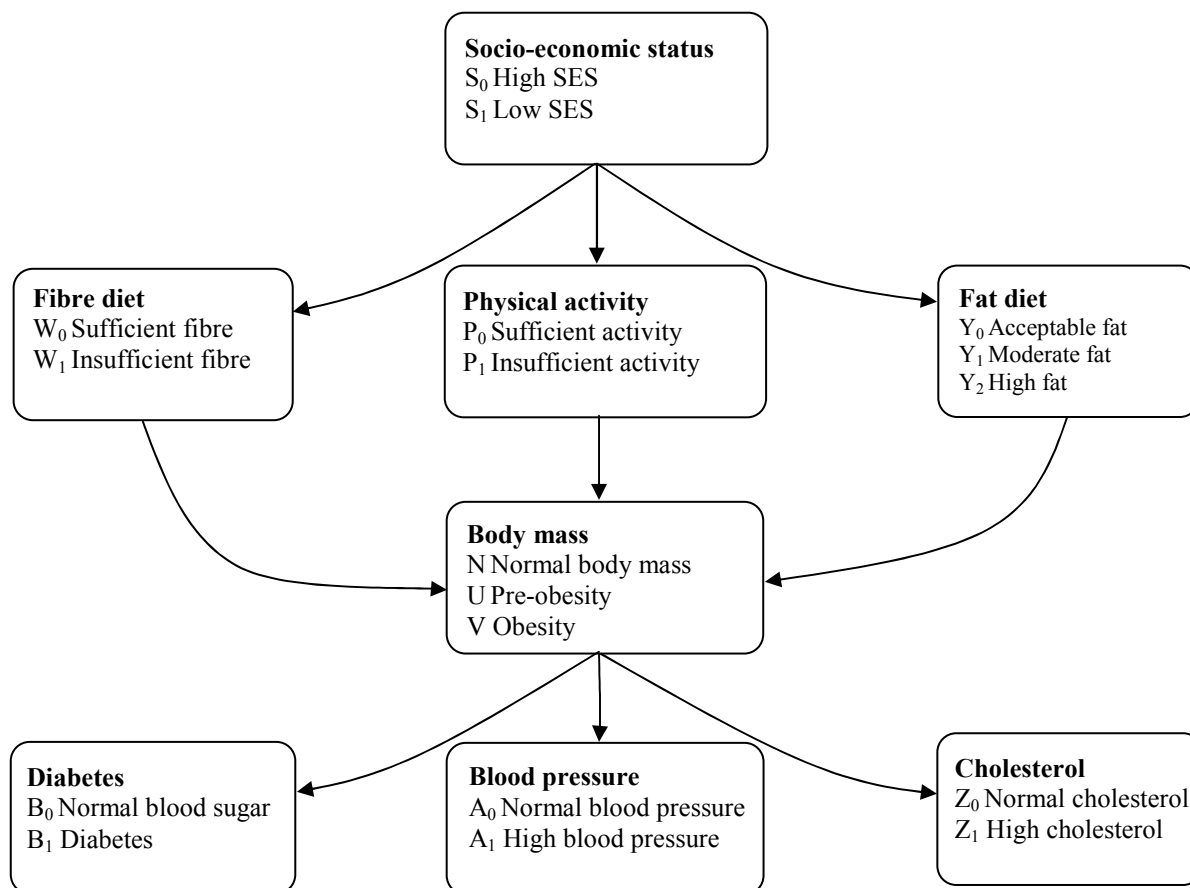 Socio-economic status
S₀ High SES
S₁ Low SES
Fibre diet
W₀ Sufficient fibre
W₁ Insufficient fibre
Physical activity
P₀ Sufficient activity
P₁ Insufficient activity
Fat diet
Y₀ Acceptable fat
Y₁ Moderate fat
Y₂ High fat
Body mass
N Normal body mass
U Pre-obesity
V Obesity
Diabetes
B₀ Normal blood sugar
B₁ Diabetes
Blood pressure
A₀ Normal blood pressure
A₁ High blood pressure
Cholesterol
Z₀ Normal cholesterol
Z₁ High cholesterol